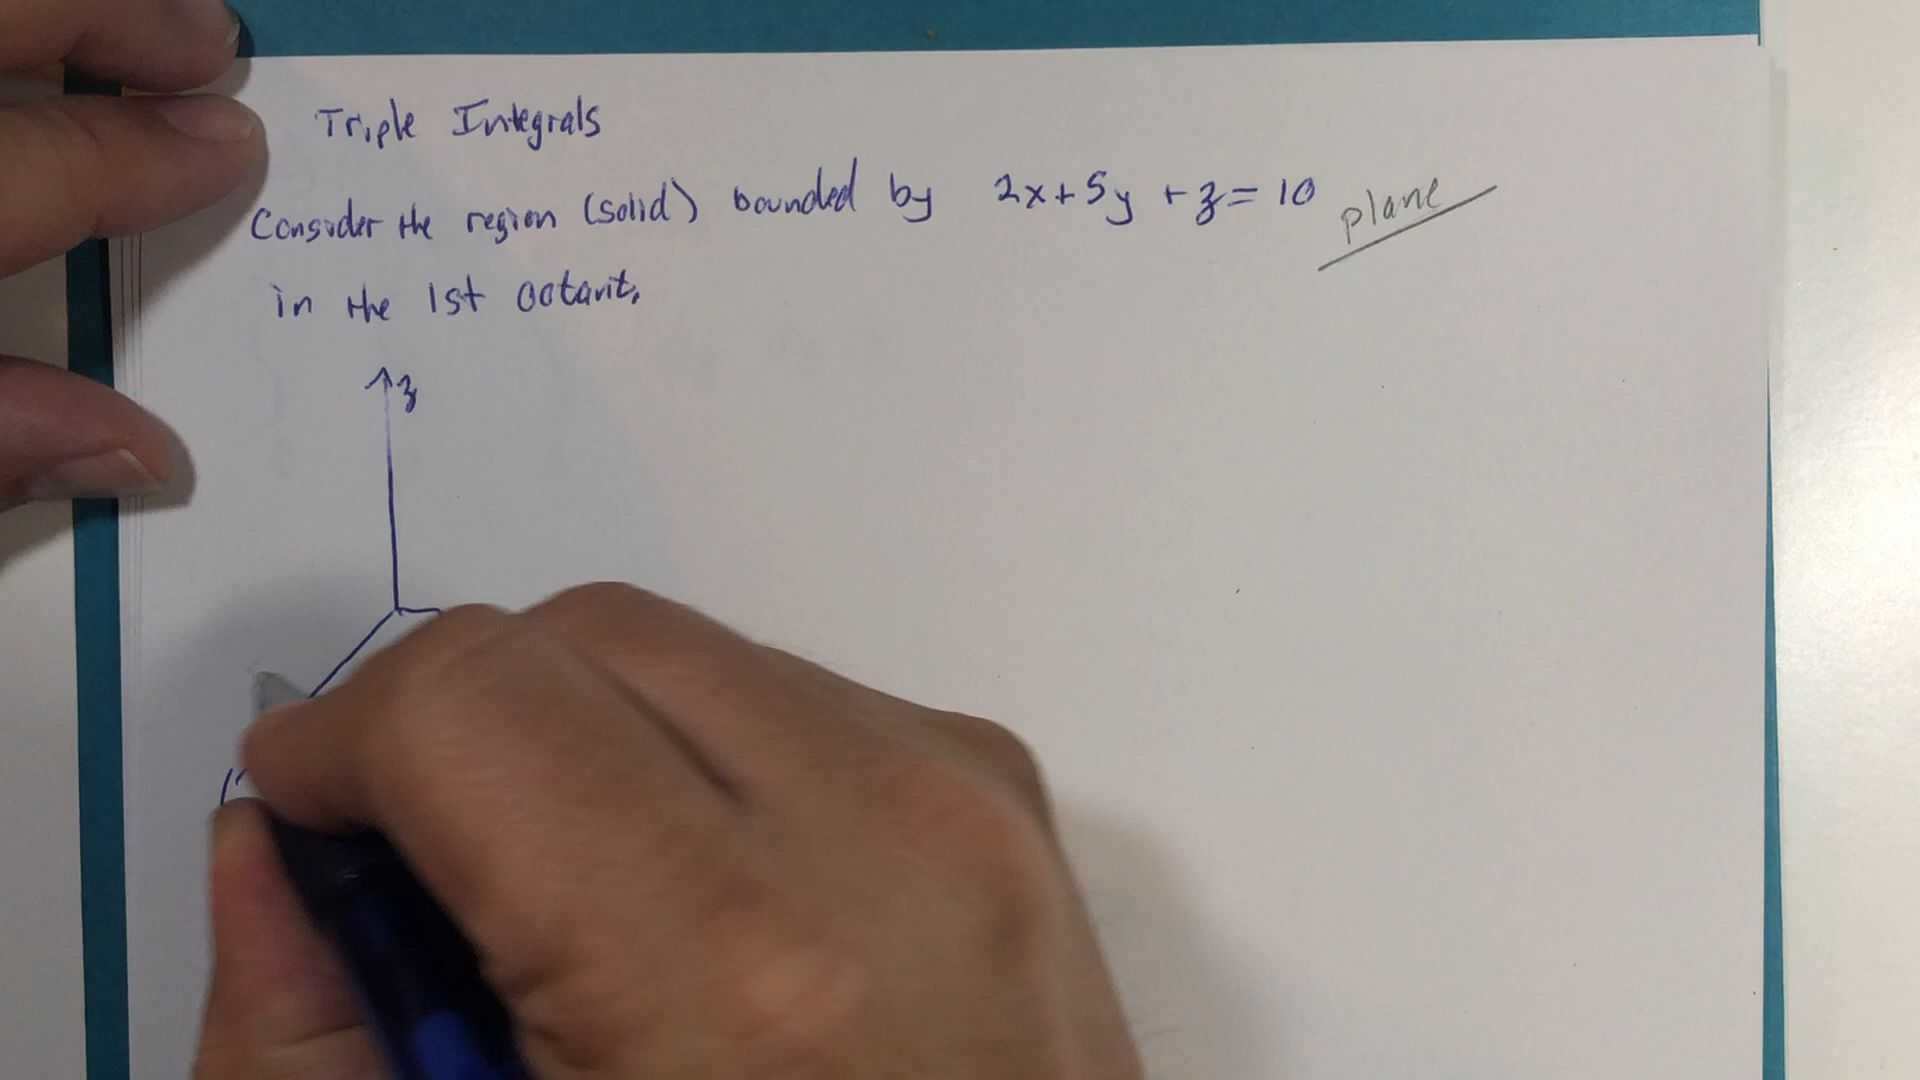 Triple Integrals
Consider the region (solid) bounded by 2x+5y+z=10 plane
in the 1st octant.
z